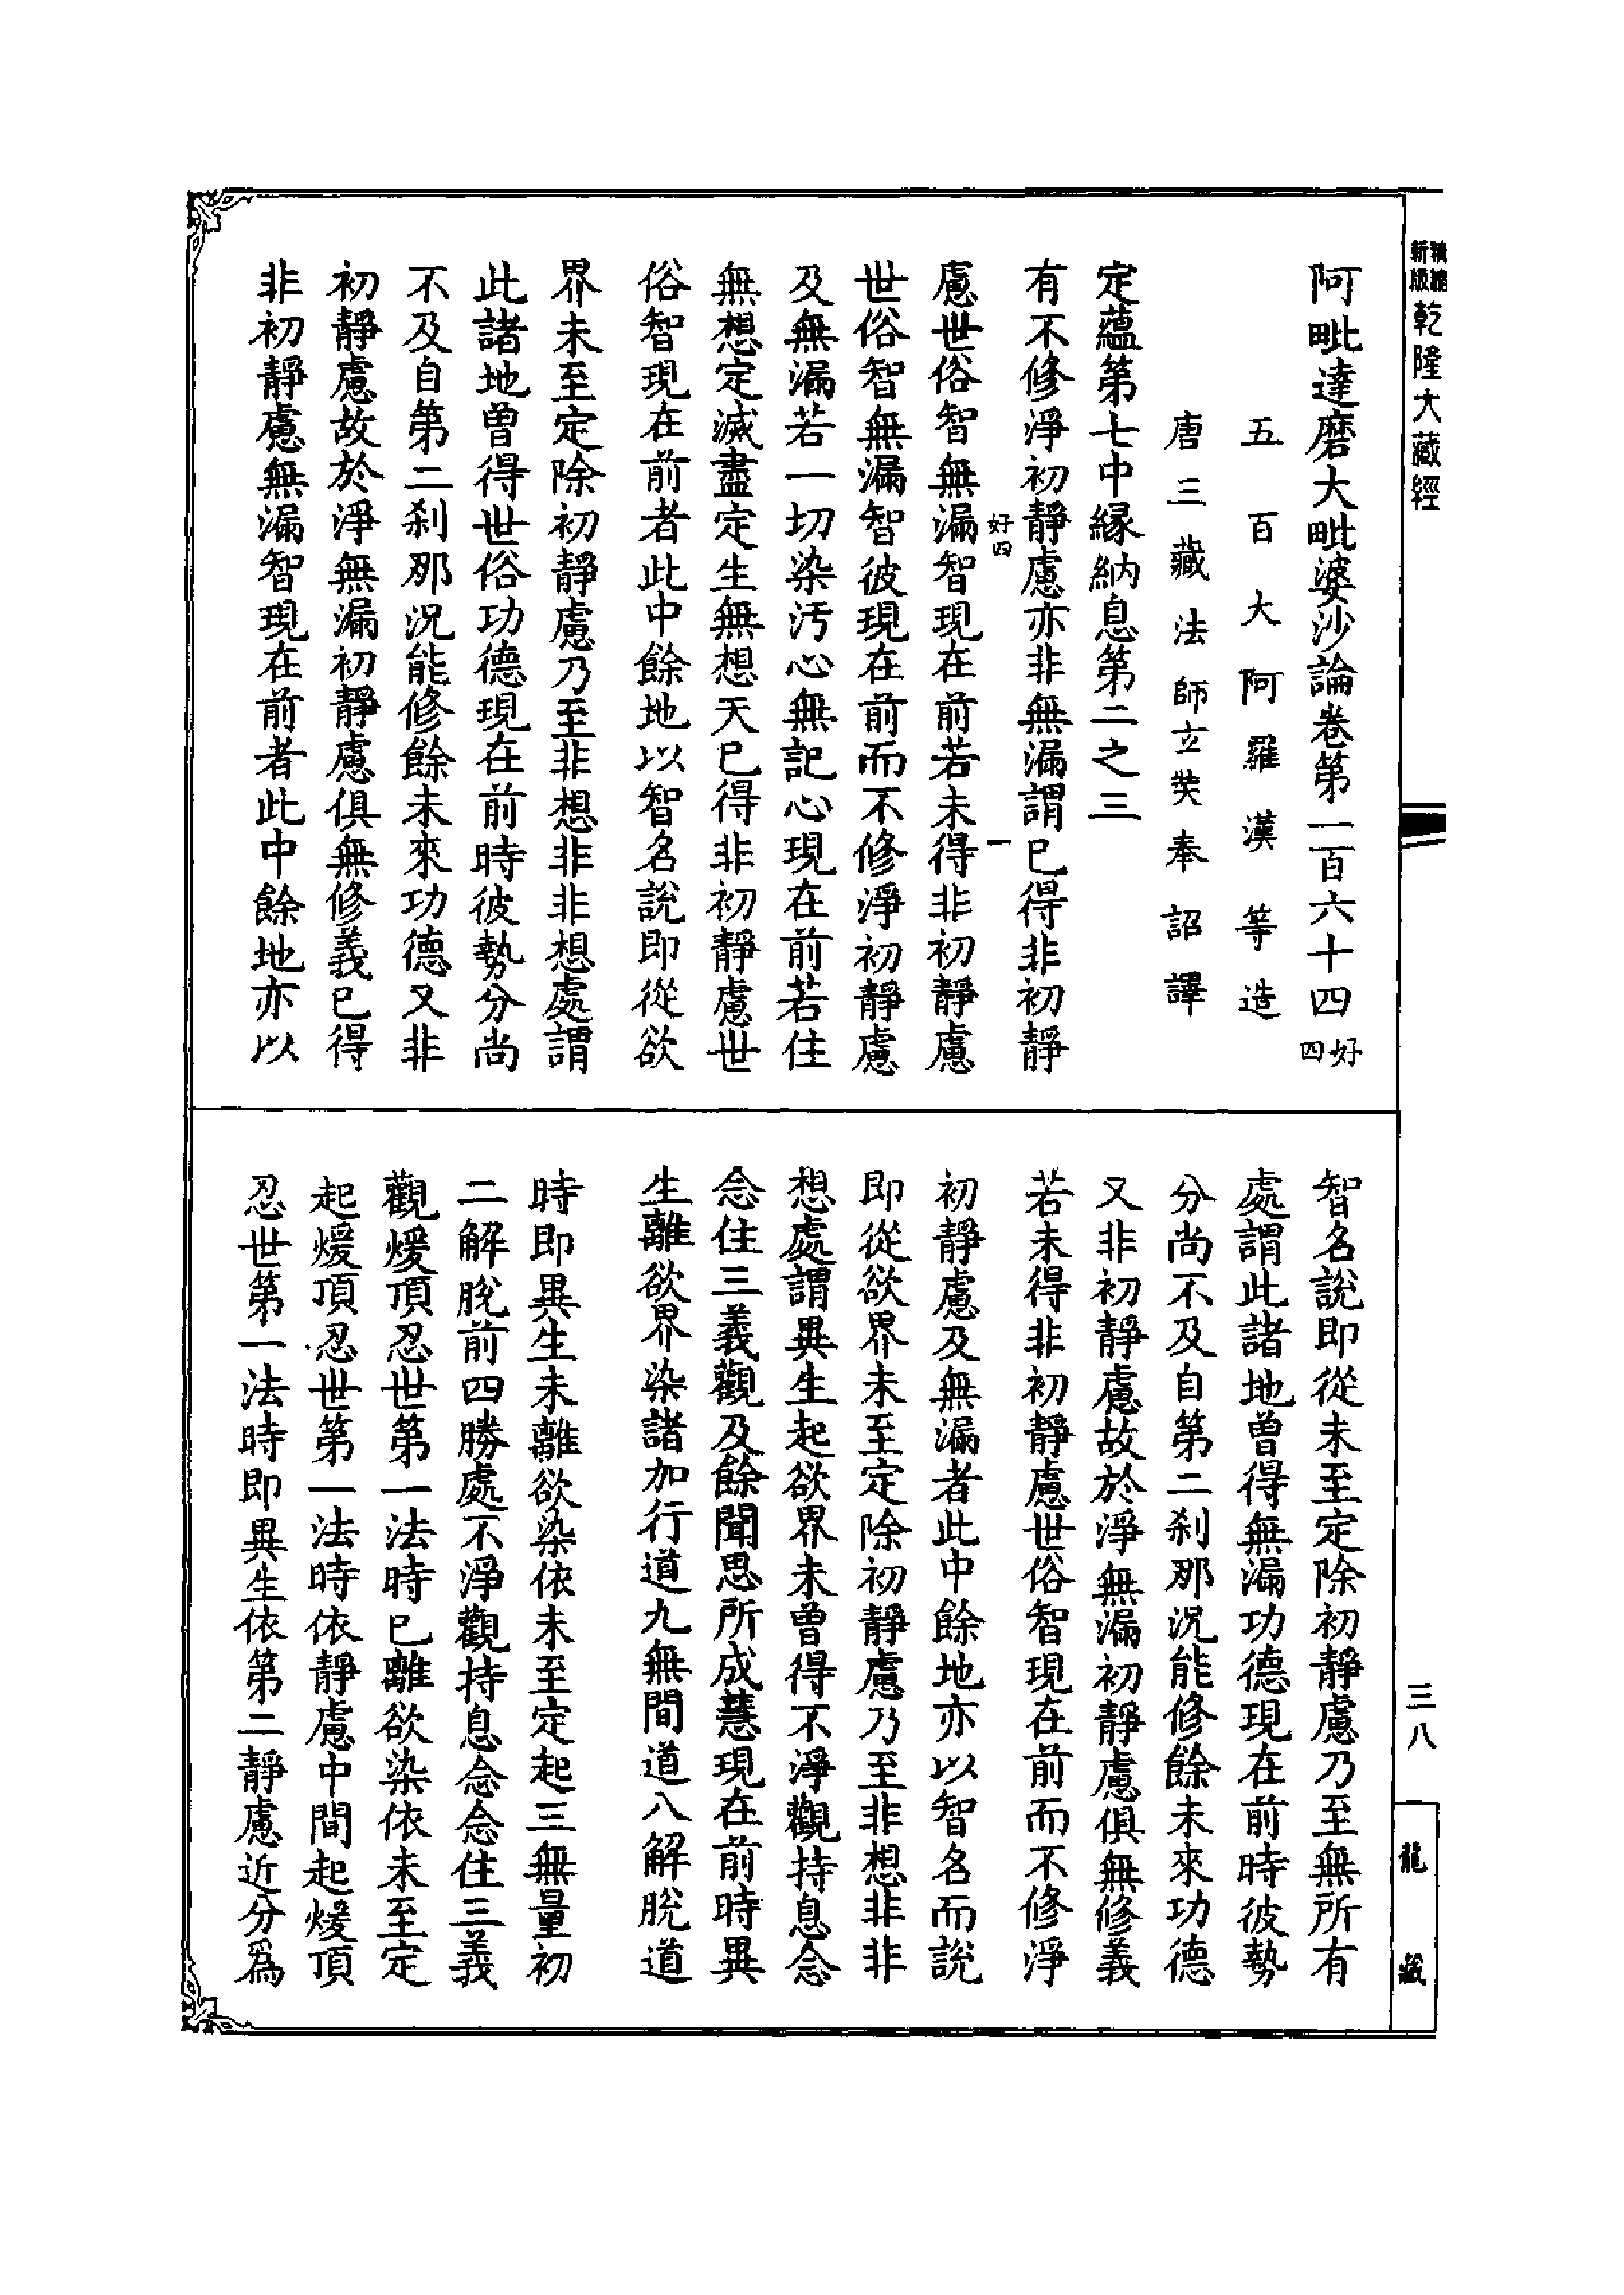 新版精縮乾隆大藏經
阿毗達磨大毗婆沙論卷第一百六十四 好四
五百大阿羅漢等造
唐三藏法師玄奘奉詔譯
定蘊第七中緣納息第二之三
有不修淨初靜慮亦非無漏謂已得非初靜
好四 一
慮世俗智無漏智現在前若未得非初靜慮
世俗智無漏智彼現在前而不修淨初靜慮
及無漏若一切染污心無記心現在前若住
無想定滅盡定生無想天已得非初靜慮世
俗智現在前者此中餘地以智名說即從欲
界未至定除初靜慮乃至非想非非想處謂
此諸地曾得世俗功德現在前時彼勢分尚
不及自第二刹那況能修餘未來功德又非
初靜慮故於淨無漏初靜慮俱無修義已得
非初靜慮無漏智現在前者此中餘地亦以
智名說即從未至定除初靜慮乃至無所有
處謂此諸地曾得無漏功德現在前時彼勢
分尚不及自第二刹那況能修餘未來功德
又非初靜慮故於淨無漏初靜慮俱無修義
若未得非初靜慮世俗智現在前而不修淨
初靜慮及無漏者此中餘地亦以智名而說
即從欲界未至定除初靜慮乃至非想非非
想處謂異生起欲界未曾得不淨觀持息念
念住三義觀及餘聞思所成慧現在前時異
生離欲界染諸加行道九無間道八解脫道
時即異生未離欲染依未至定起三無量初
二解脫前四勝處不淨觀持息念念住三義
觀煖頂忍世第一法時已離欲染依未至定
起煖頂忍世第一法時依靜慮中間起煖頂
忍世第一法時即異生依第二靜慮近分爲
三八
龍藏